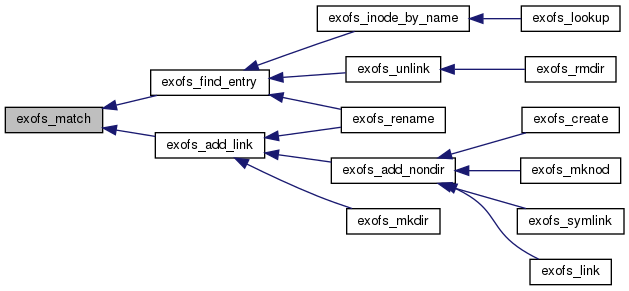 exofs_inode_by_name
exofs_lookup
exofs_find_entry
exofs_unlink
exofs_rmdir
exofs_match
exofs_rename
exofs_create
exofs_add_link
exofs_add_nondir
exofs_mknod
exofs_mkdir
exofs_symlink
exofs_link